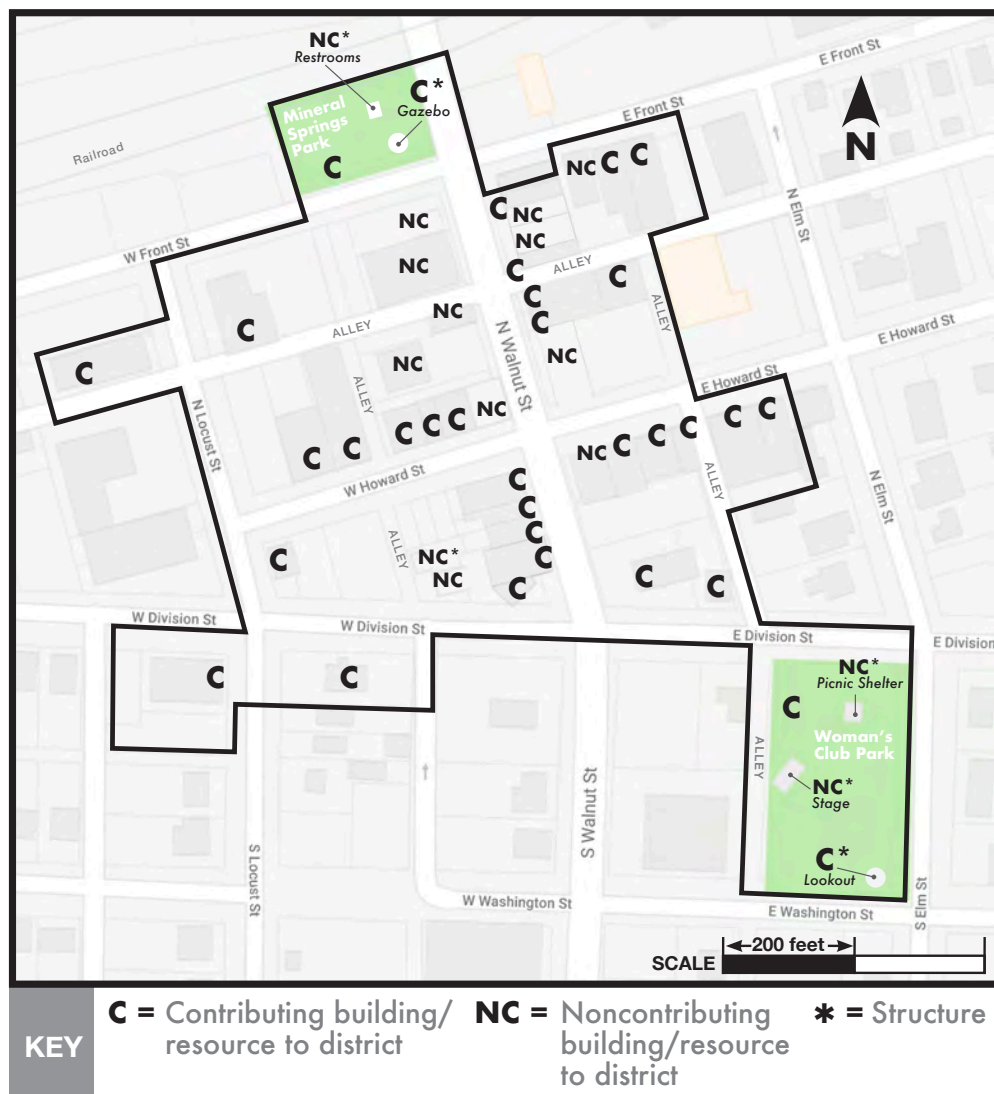 NC*
Restrooms
C*
Gazebo
Mineral
Springs
Park
C
E Front St
E Front St
N
Railroad
NC C C
C NC
NC
NC
NC
W Front St
N Elm St
ALLEY
C
C
C
C
ALLEY
NC
ALLEY
C
NC
N Walnut St
NC
ALLEY
E Howard St
C
NC
E Howard St
ALLEY
C C C NC
C C
N Locust St
C C
NC C C C
C C
W Howard St
ALLEY
N Elm St
C
C
C
C
C
ALLEY
NC*
NC
C
C
C
W Division St
W Division St
E Division St
E Division
C
C
NC*
Picnic Shelter
C
Woman's
Club Park
ALLEY
NC*
Stage
C*
Lookout
S Walnut St
S Locust St
S Elm St
W Washington St
E Washington St
200 feet
SCALE
KEY
C = Contributing building/
resource to district
NC = Noncontributing
building/resource
to district
* = Structure